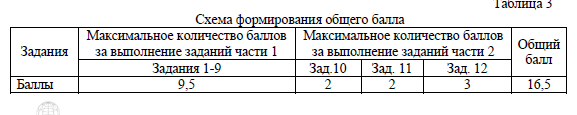 Таблица 3
Схема формирования общего балла
Задания
Максимальное количество баллов
за выполнение заданий части 1
Максимальное количество баллов
за выполнение заданий части 2
Общий
балл
Задания 1-9
Зад.10
Зад. 11
Зад. 12
Баллы
9,5
2
2
3
16,5